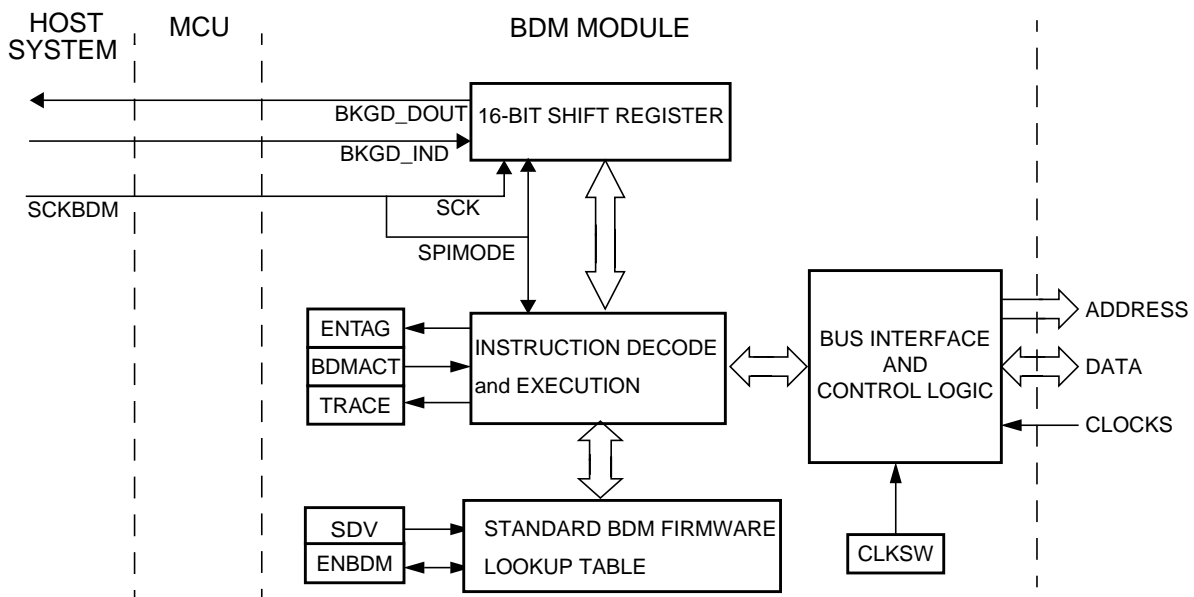 HOST
SYSTEM
MCU
BDM MODULE
BKGD_DOUT
16-BIT SHIFT REGISTER
BKGD_IND
SCKBDM
SCK
SPIMODE
ENTAG
BDMACT
TRACE
INSTRUCTION DECODE
and EXECUTION
BUS INTERFACE
AND
CONTROL LOGIC
ADDRESS
DATA
CLOCKS
SDV
ENBDM
STANDARD BDM FIRMWARE
LOOKUP TABLE
CLKSW